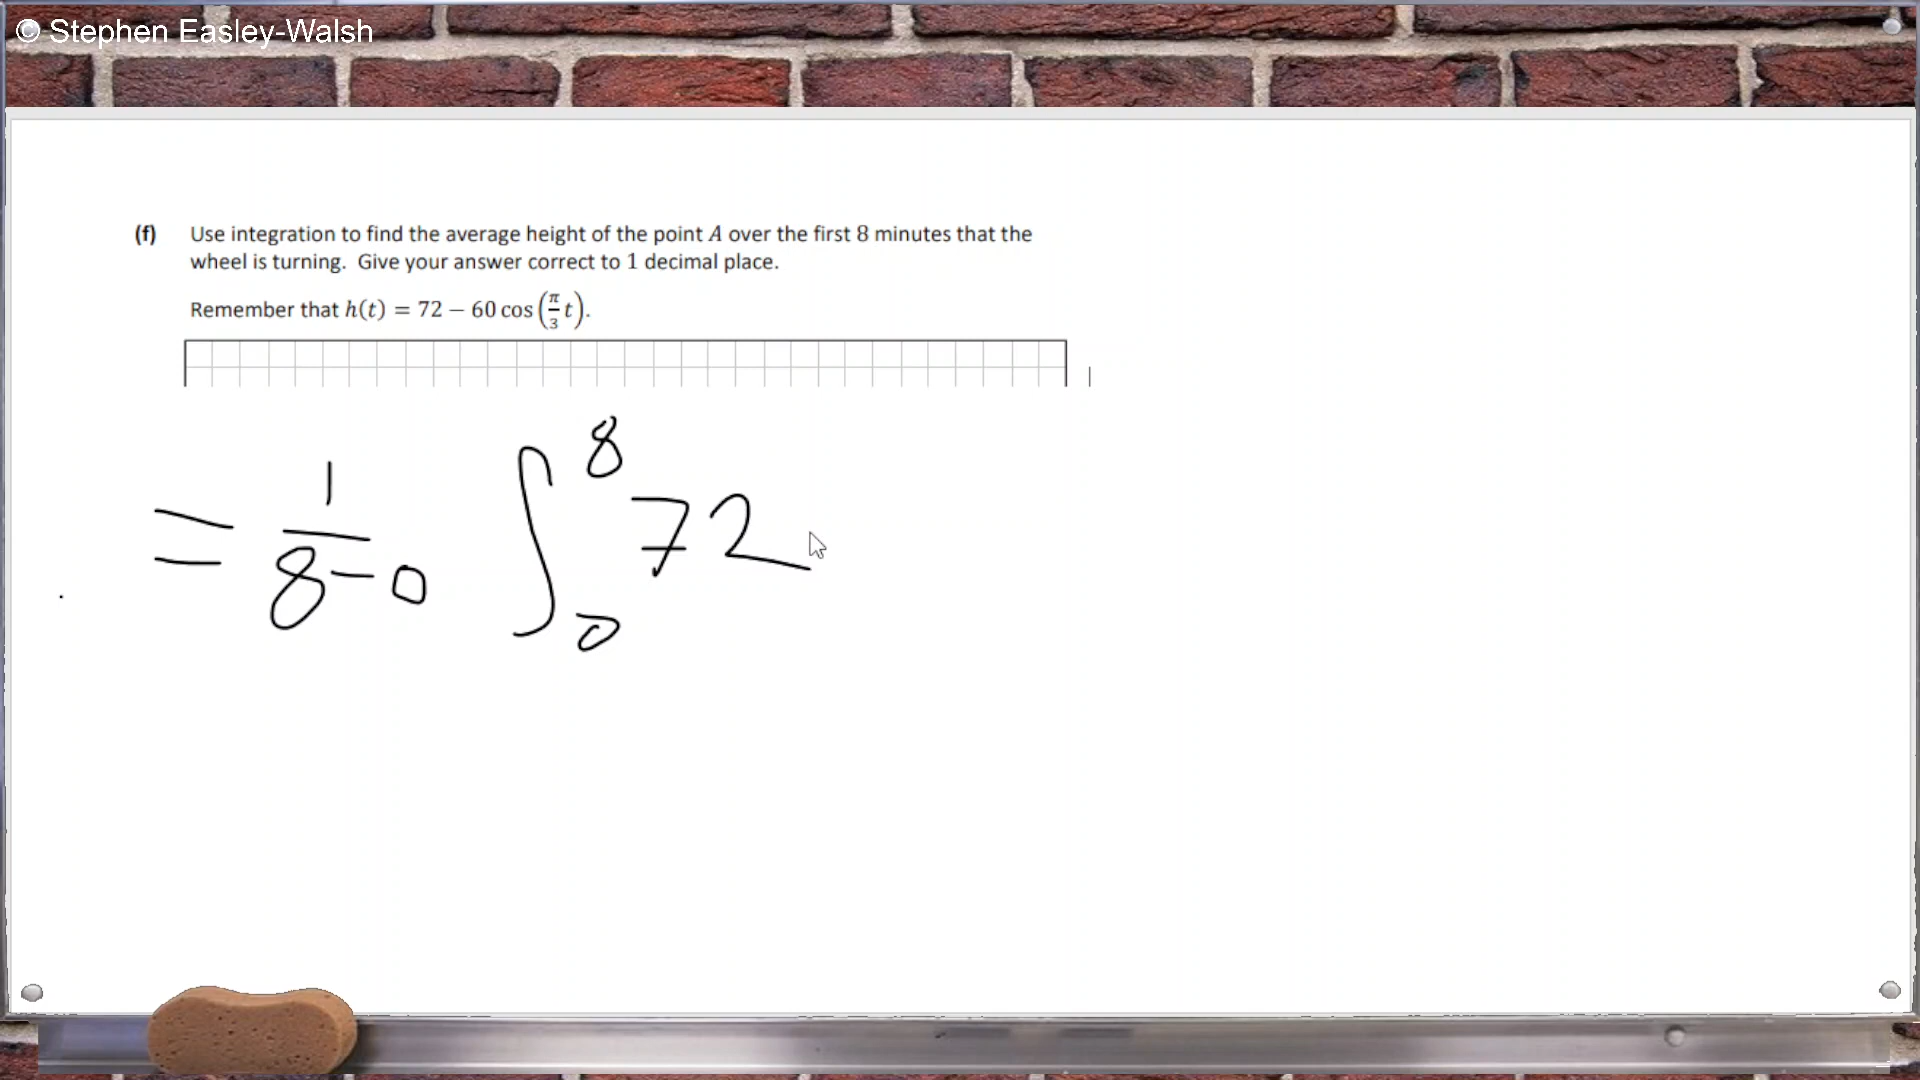 © Stephen Easley-Walsh
(f) Use integration to find the average height of the point A over the first 8 minutes that the
wheel is turning. Give your answer correct to 1 decimal place.
Remember that h(t) = 72 − 60 cos(π/3 t).
= 1/(8−0) ∫₀⁸ 72